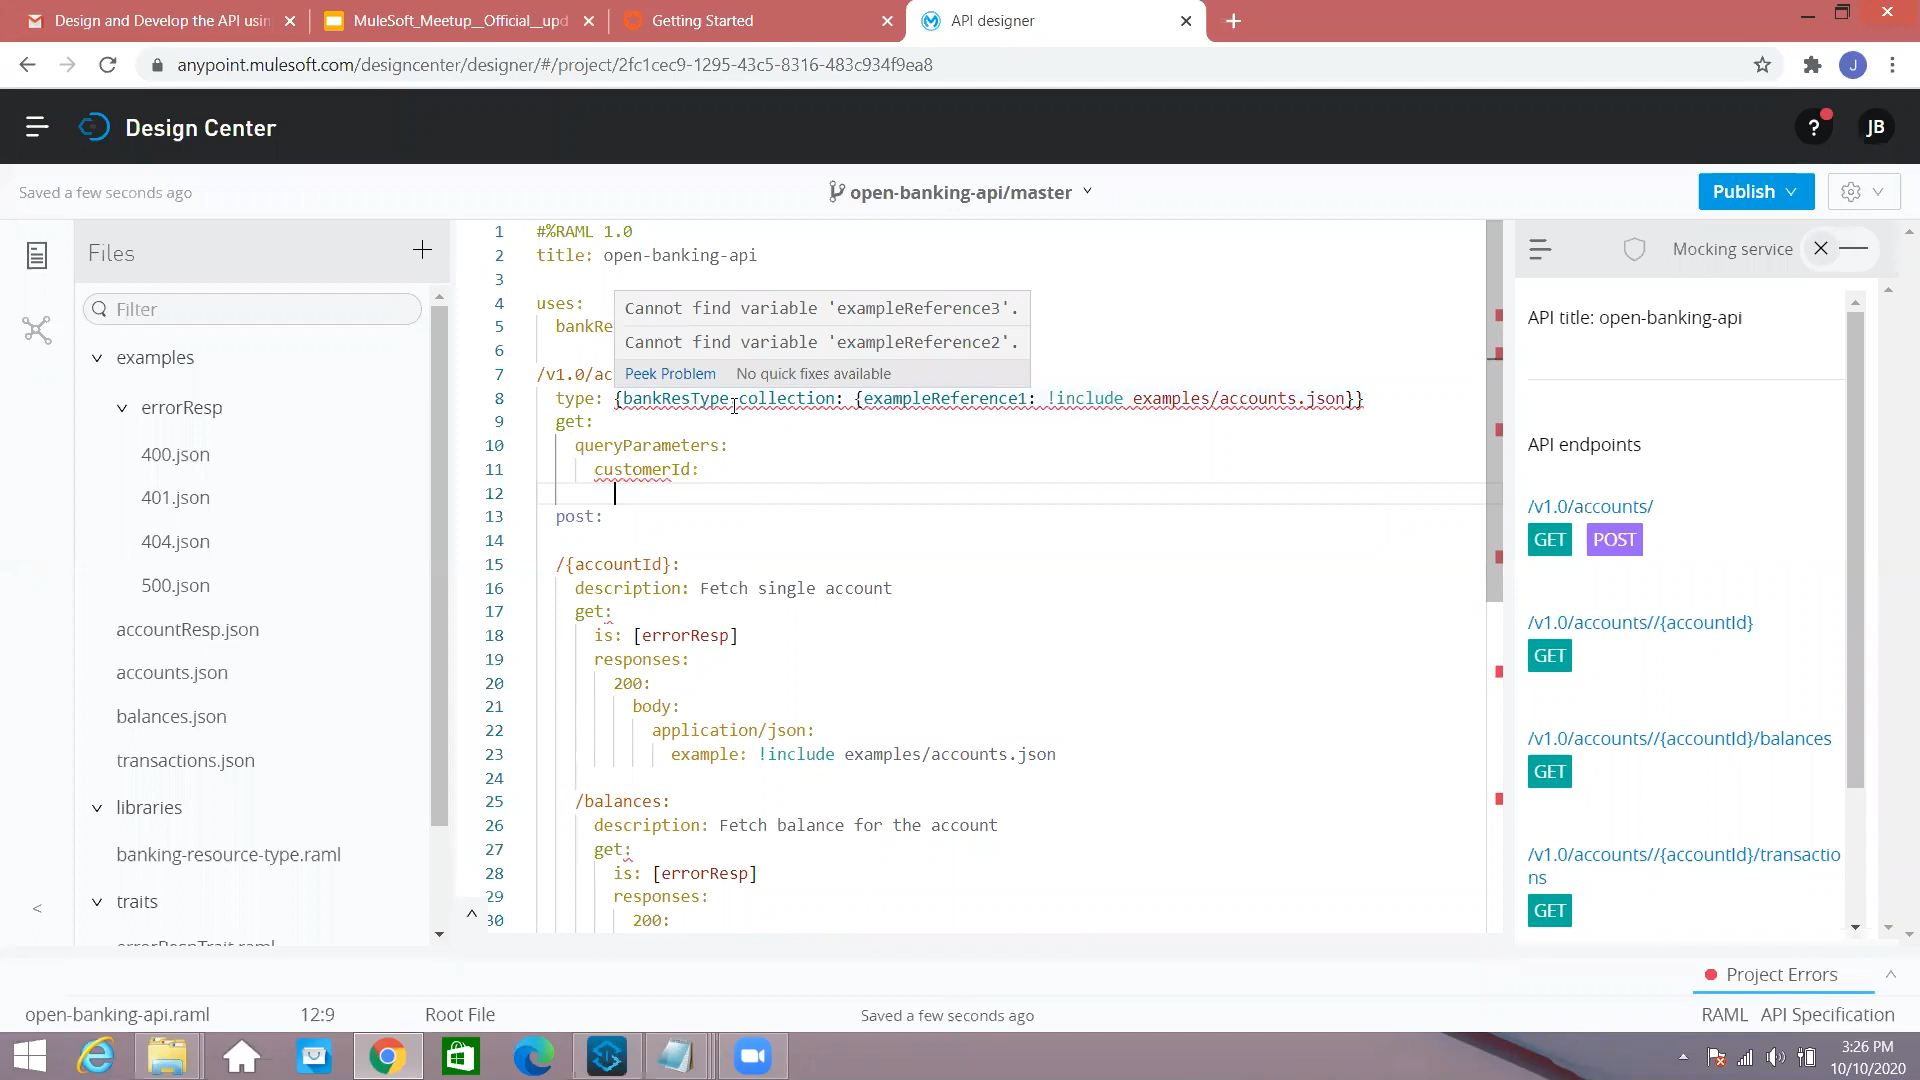 Design and Develop the API usin
MuleSoft_Meetup__Official__upd
Getting Started
API designer
anypoint.mulesoft.com/designcenter/designer/#/project/2fc1cec9-1295-43c5-8316-483c934f9ea8
J
Design Center
?
JB
Saved a few seconds ago
open-banking-api/master
Publish
Files
Filter
examples
errorResp
400.json
401.json
404.json
500.json
accountResp.json
accounts.json
balances.json
transactions.json
libraries
banking-resource-type.raml
traits
errorRespTrait.raml
1 #%RAML 1.0
2 title: open-banking-api
3
4 uses:
5 bankRe
6
7 /v1.0/ac
Cannot find variable 'exampleReference3'.
Cannot find variable 'exampleReference2'.
Peek Problem No quick fixes available
8 type: {bankResType.collection: {exampleReference1: !include examples/accounts.json}}
9 get:
10 queryParameters:
11 customerId:
12
13 post:
14
15 /{accountId}:
16 description: Fetch single account
17 get:
18 is: [errorResp]
19 responses:
20 200:
21 body:
22 application/json:
23 example: !include examples/accounts.json
24
25 /balances:
26 description: Fetch balance for the account
27 get:
28 is: [errorResp]
29 responses:
30 200:
Mocking service
API title: open-banking-api
API endpoints
/v1.0/accounts/
GET POST
/v1.0/accounts//{accountId}
GET
/v1.0/accounts//{accountId}/balances
GET
/v1.0/accounts//{accountId}/transactio
ns
GET
Project Errors
open-banking-api.raml 12:9 Root File Saved a few seconds ago RAML API Specification
3:26 PM
10/10/2020